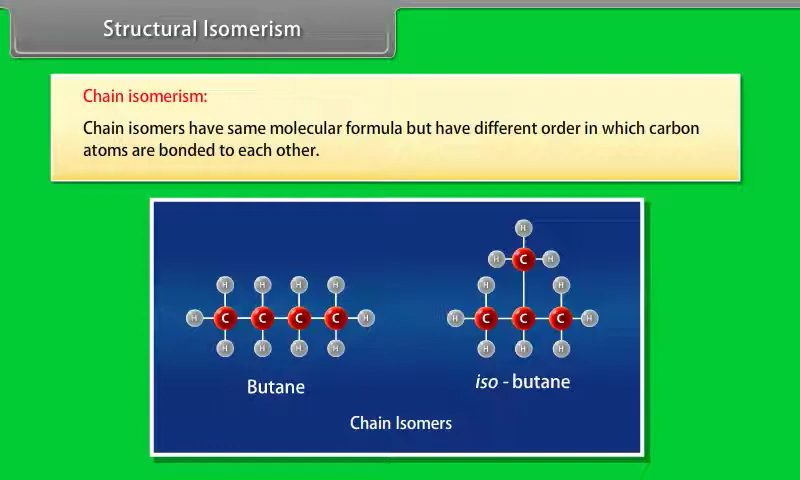 Structural Isomerism
Chain isomerism:
Chain isomers have same molecular formula but have different order in which carbon
atoms are bonded to each other.
H
H C H
H H H H H H
H C C C C H H C C C H
H H H H H H H
Butane iso - butane
Chain Isomers